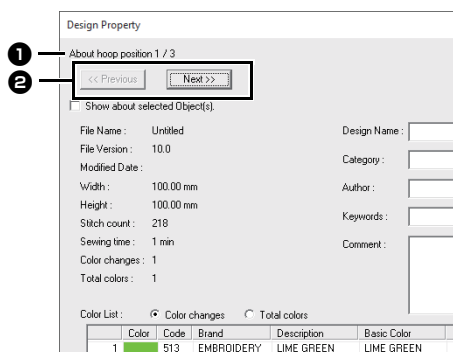 Design Property
❶ About hoop position 1 / 3
❷ << Previous Next >>
Show about selected Object(s).
File Name : Untitled Design Name :
File Version : 10.0
Modified Date : Category :
Width : 100.00 mm Author :
Height : 100.00 mm
Stitch count : 218 Keywords :
Sewing time : 1 min Comment :
Color changes : 1
Total colors : 1
Color List : Color changes Total colors
Color Code Brand Description Basic Color
1 513 EMBROIDERY LIME GREEN LIME GREEN